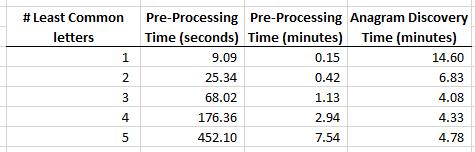 # Least Common Pre-Processing Pre-Processing Anagram Discovery
letters Time (seconds) Time (minutes) Time (minutes)
1 9.09 0.15 14.60
2 25.34 0.42 6.83
3 68.02 1.13 4.08
4 176.36 2.94 4.33
5 452.10 7.54 4.78